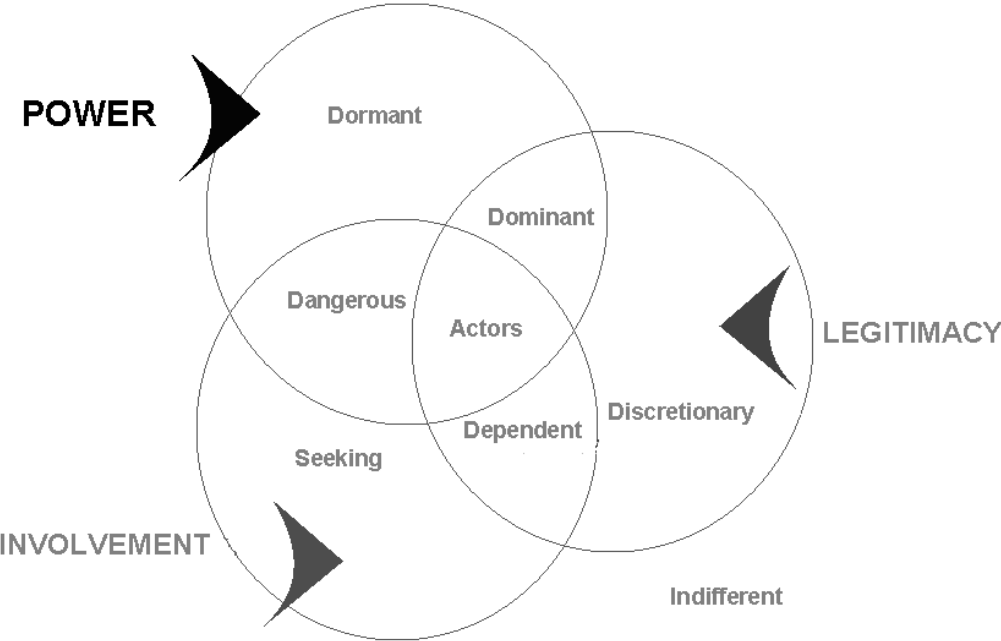 POWER
Dormant
Dominant
Dangerous
Actors
LEGITIMACY
Discretionary
Dependent
Seeking
INVOLVEMENT
Indifferent